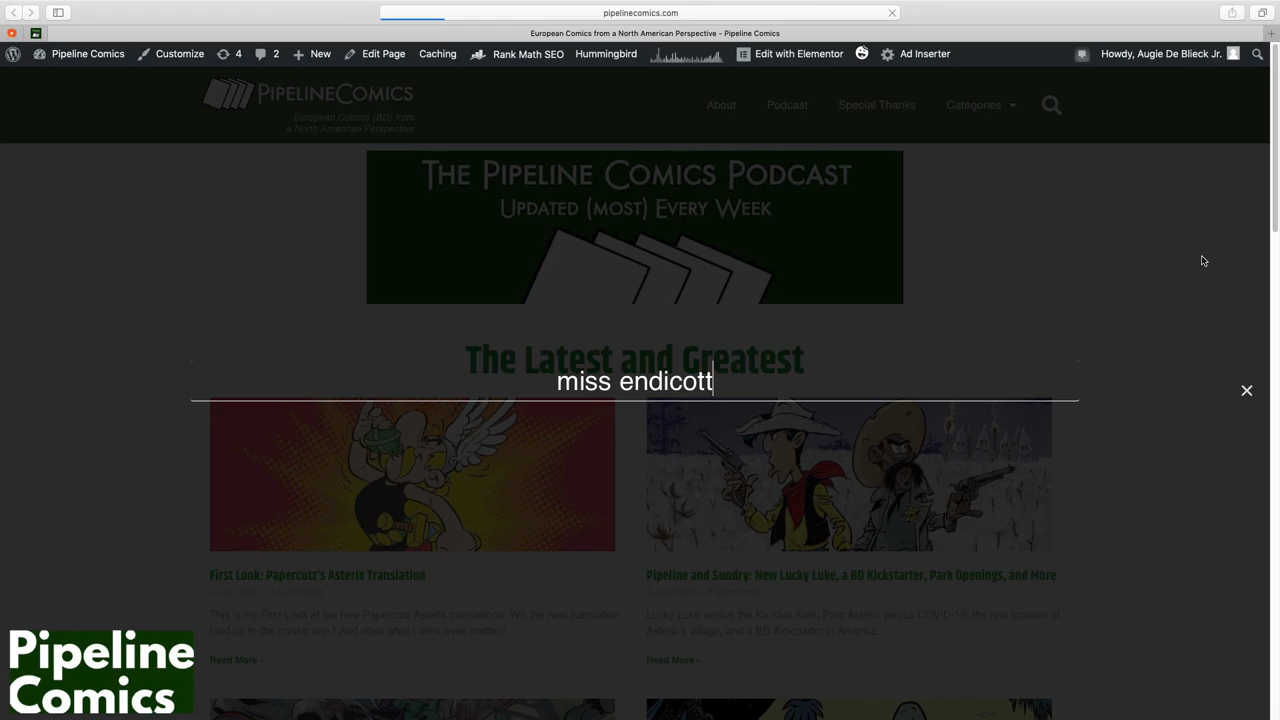 pipelinecomics.com
European Comics from a North American Perspective - Pipeline Comics
Pipeline Comics Customize 4 2 New Edit Page Caching Rank Math SEO Hummingbird Edit with Elementor Ad Inserter Howdy, Augie De Blieck Jr.
PipelineComics
European Comics (BD) from
a North American Perspective
About Podcast Special Thanks Categories
The Pipeline Comics Podcast
Updated (most) Every Week
The Latest and Greatest
miss endicott
First Look: Papercutz's Asterix Translation
Pipeline and Sundry: New Lucky Luke, a BD Kickstarter, Park Openings, and More
2 July 2020 // 2 Comments
This is my First Look at the new Papercutz Asterix translations. Will the new translation
hold up to the classic one? And does what I think even matter?
Lucky Luke versus the Ku Klux Klan, Parc Asterix versus COVID-19, the real location of
Asterix's village, and a BD Kickstarter in America.
Read More »
Read More »
Pipeline
Comics